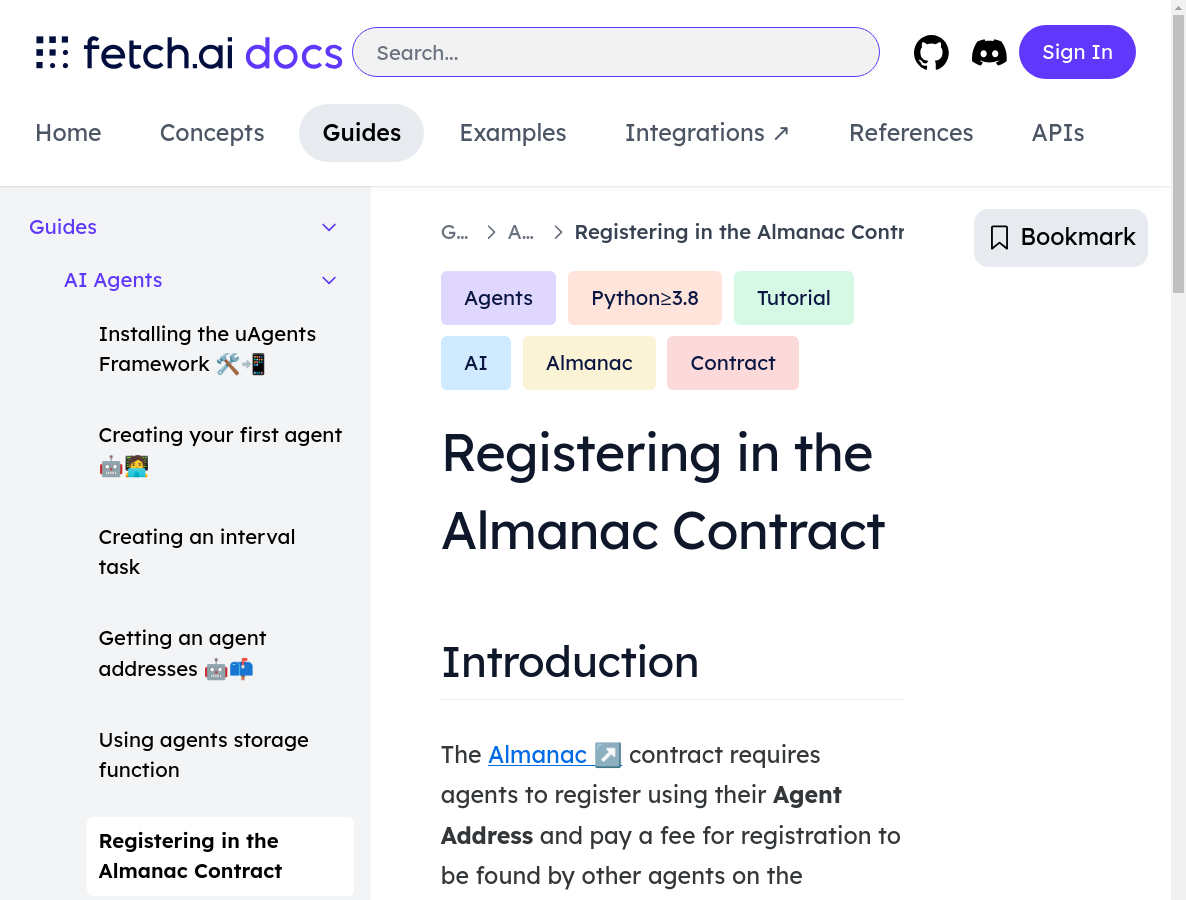 fetch.ai docs
Search...
Sign In
Home
Concepts
Guides
Examples
Integrations ↗
References
APIs
Guides
AI Agents
Installing the uAgents
Framework 🛠️📲
Creating your first agent
🤖🧑‍💻
Creating an interval
task
Getting an agent
addresses 🤖📫
Using agents storage
function
Registering in the
Almanac Contract
G… > A… > Registering in the Almanac Contr
Bookmark
Agents
Python≥3.8
Tutorial
AI
Almanac
Contract
Registering in the
Almanac Contract
Introduction
The Almanac ↗️ contract requires
agents to register using their Agent
Address and pay a fee for registration to
be found by other agents on the